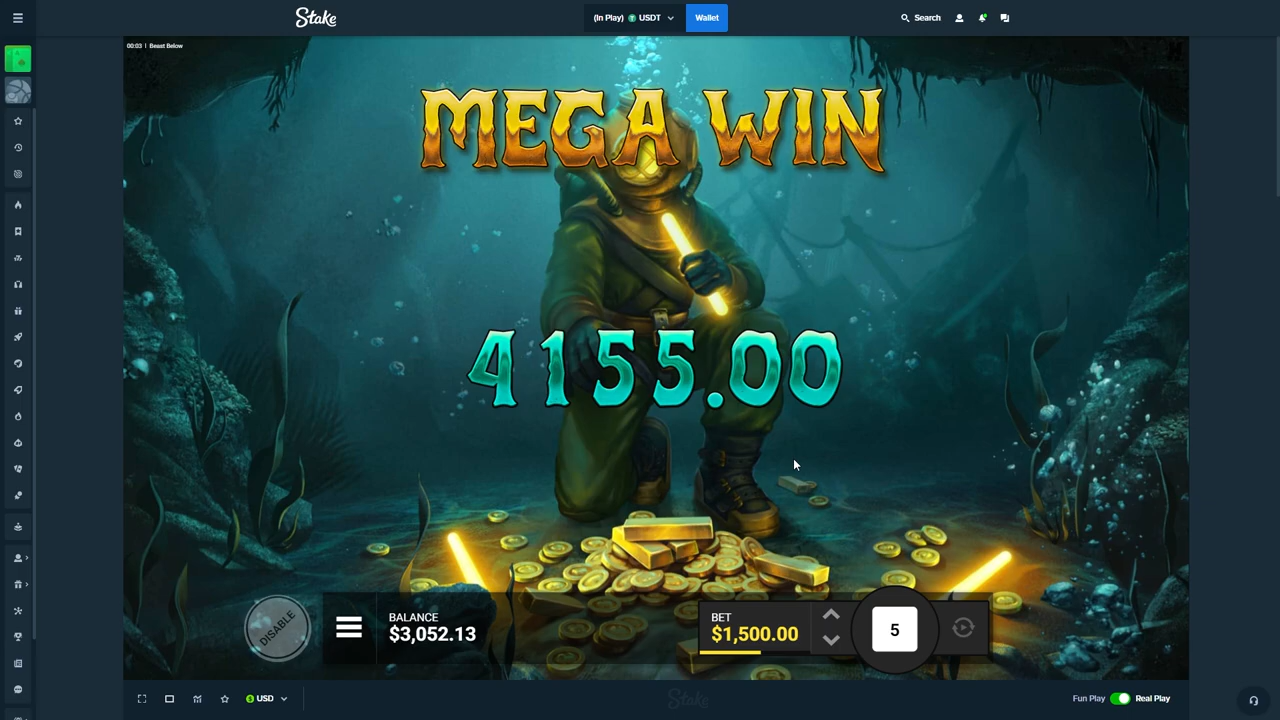 Stake
(In Play) USDT
Wallet
Search
00:03 | Beast Below
MEGA WIN
4155.00
DISABLE
BALANCE
$3,052.13
BET
$1,500.00
5
USD
Stake
Fun Play
Real Play